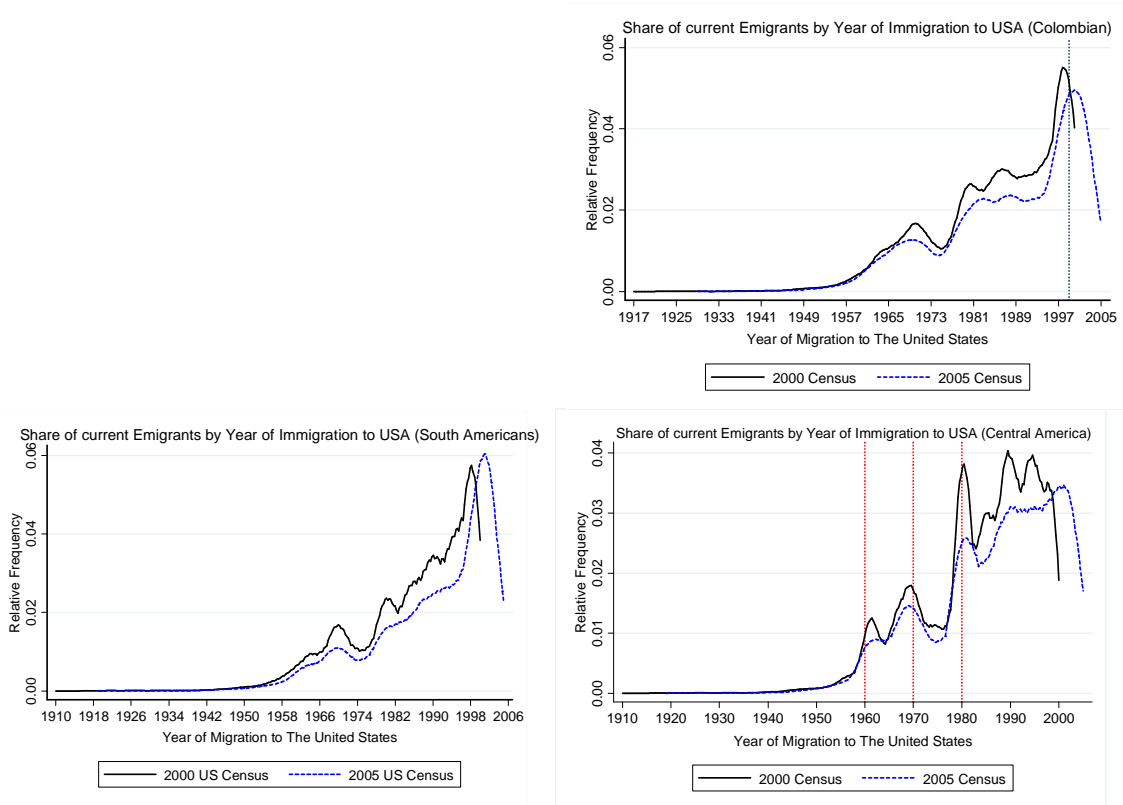 Share of current Emigrants by Year of Immigration to USA (Colombian)
Relative Frequency
0.06
0.04
0.02
0.00
1917 1925 1933 1941 1949 1957 1965 1973 1981 1989 1997 2005
Year of Migration to The United States
2000 Census 2005 Census
Share of current Emigrants by Year of Immigration to USA (South Americans)
Relative Frequency
0.06
0.04
0.02
0.00
1910 1918 1926 1934 1942 1950 1958 1966 1974 1982 1990 1998 2006
Year of Migration to The United States
2000 US Census 2005 US Census
Share of current Emigrants by Year of Immigration to USA (Central America)
Relative Frequency
0.04
0.03
0.02
0.01
0.00
1910 1920 1930 1940 1950 1960 1970 1980 1990 2000
Year of Migration to The United States
2000 Census 2005 Census